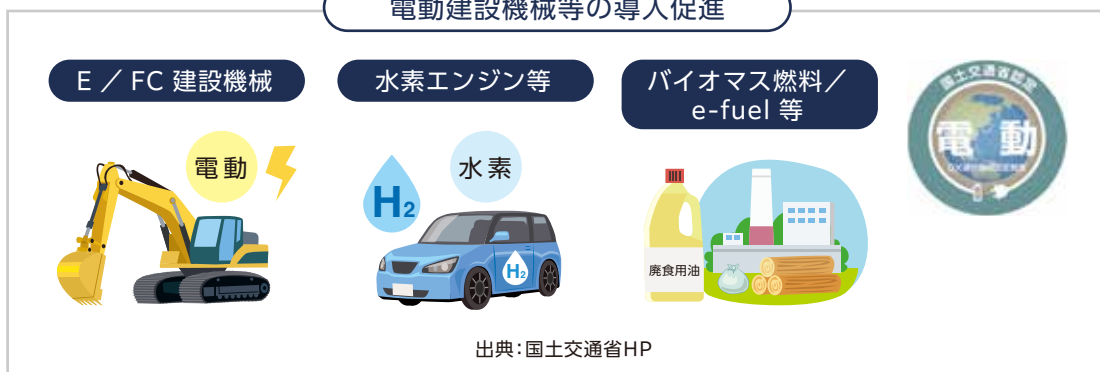 電動建設機械等の導入促進
E ／ FC 建設機械
水素エンジン等
バイオマス燃料／
e-fuel 等
国土交通省認定
電動
電動
H2
水素
H2
廃食用油
出典：国土交通省HP